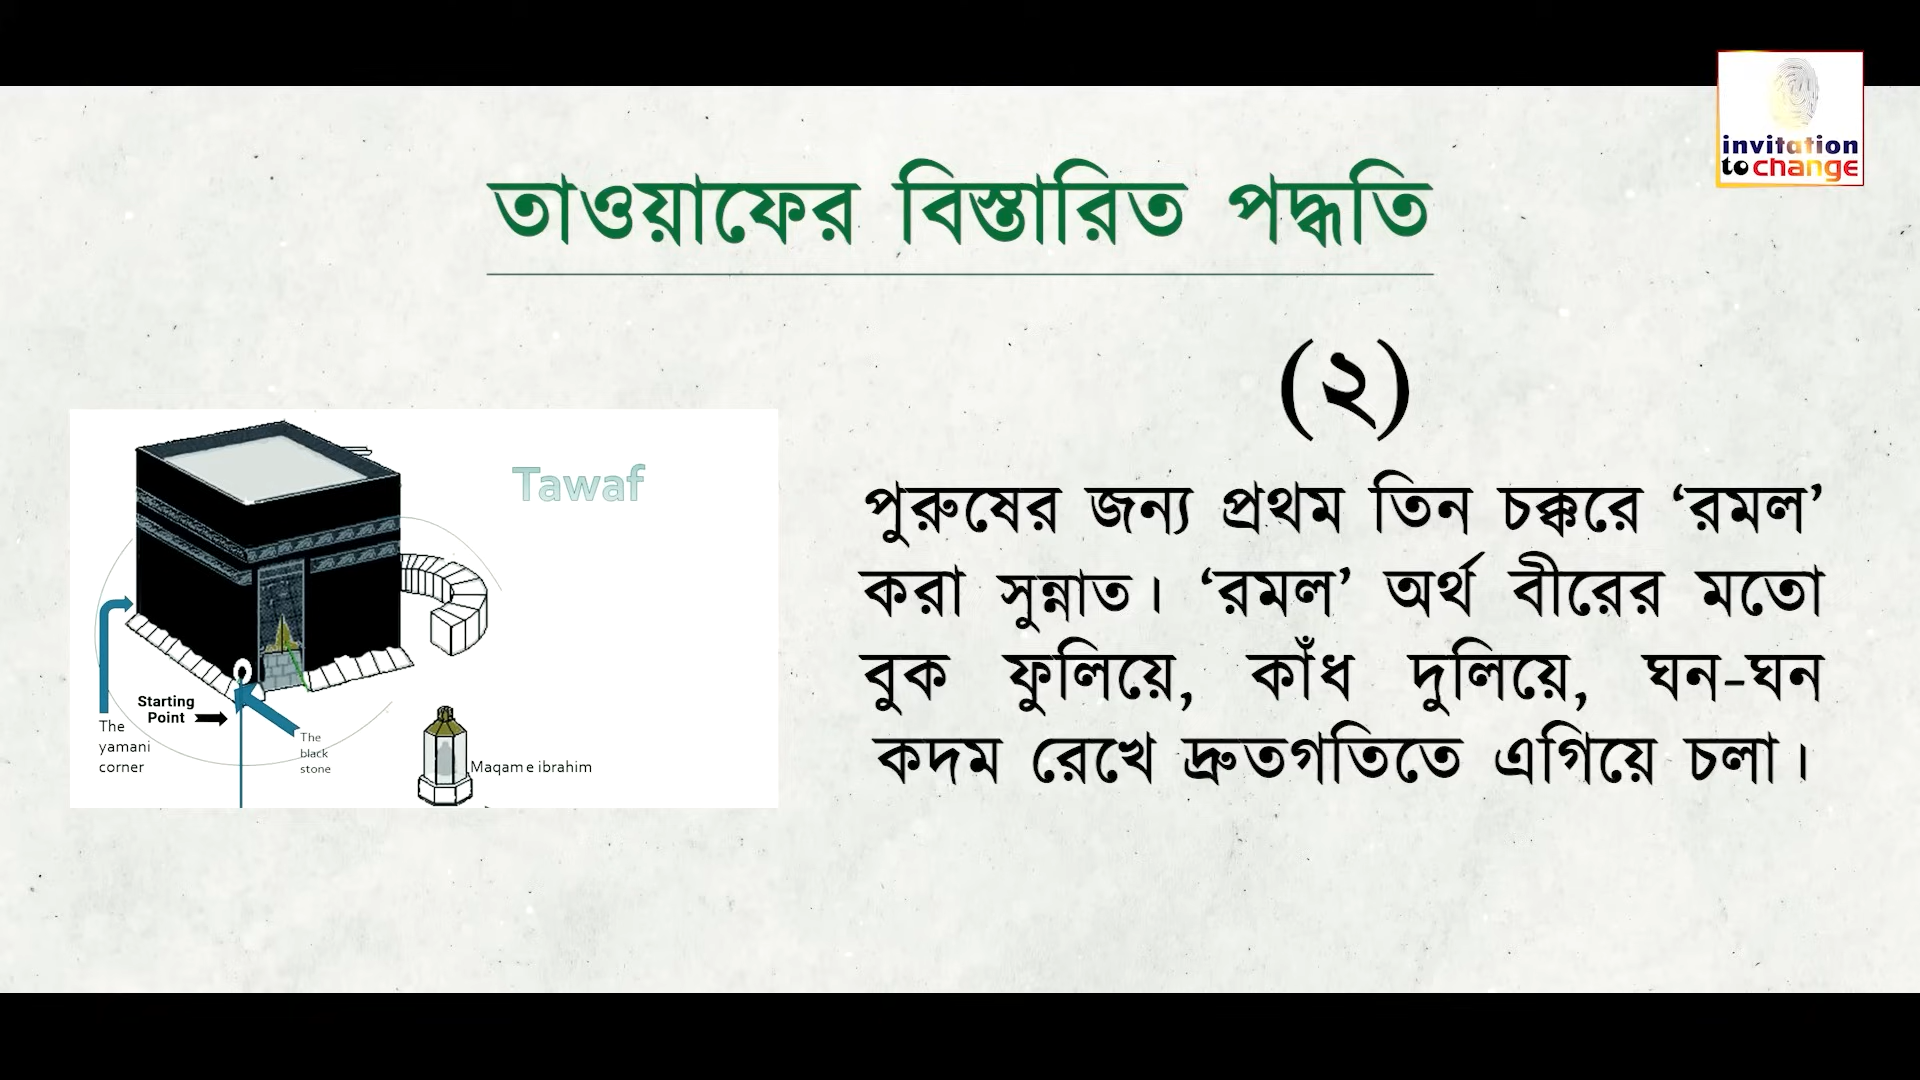 invitation
to change
তাওয়াফের বিস্তারিত পদ্ধতি
(২)
পুরুষের জন্য প্রথম তিন চক্করে ‘রমল’
করা সুন্নাত। ‘রমল’ অর্থ বীরের মতো
বুক ফুলিয়ে, কাঁধ দুলিয়ে, ঘন-ঘন
কদম রেখে দ্রুতগতিতে এগিয়ে চলা।
Tawaf
Starting
Point
The
yamani
corner
The
black
stone
Maqam e ibrahim